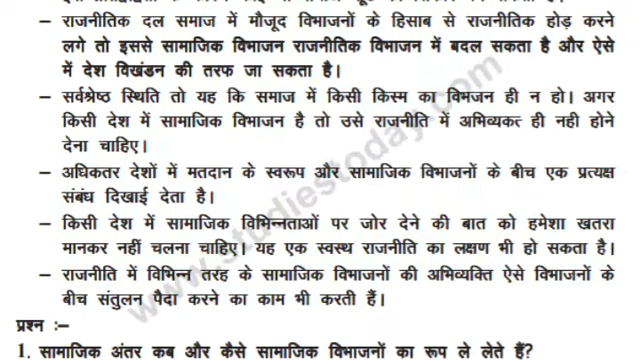 – राजनीतिक दल समाज में मौजूद विभाजनों के हिसाब से राजनीतिक होड़ करने
लगे तो इससे सामाजिक विभाजन राजनीतिक विभाजन में बदल सकता है और ऐसे
में देश विखंडन की तरफ जा सकता है।
– सर्वश्रेष्ठ स्थिति तो यह कि समाज में किसी किस्म का विभजन ही न हो। अगर
किसी देश में सामाजिक विभाजन है तो उसे राजनीति में अभिव्यक्त ही नही होने
देना चाहिए।
– अधिकतर देशों में मतदान के स्वरूप और सामाजिक विभाजनों के बीच एक प्रत्यक्ष
संबंध दिखाई देता है।
– किसी देश में सामाजिक विभिन्नताओं पर जोर देने की बात को हमेशा खतरा
मानकर नहीं चलना चाहिए। यह एक स्वस्थ राजनीति का लक्षण भी हो सकता है।
– राजनीति में विभिन्न तरह के सामाजिक विभाजनों की अभिव्यक्ति ऐसे विभाजनों के
बीच संतुलन पैदा करने का काम भी करती हैं।
प्रश्न :–
1. सामाजिक अंतर कब और कैसे सामाजिक विभाजनों का रूप ले लेते हैं?
www.studiestoday.com